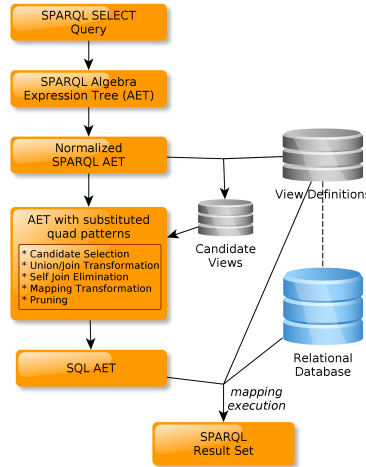 SPARQL SELECT
Query
SPARQL Algebra
Expression Tree (AET)
Normalized
SPARQL AET
View Definitions
AET with substituted
quad patterns
* Candidate Selection
* Union/Join Transformation
* Self Join Elimination
* Mapping Transformation
* Pruning
Candidate
Views
SQL AET
Relational
Database
mapping
execution
SPARQL
Result Set